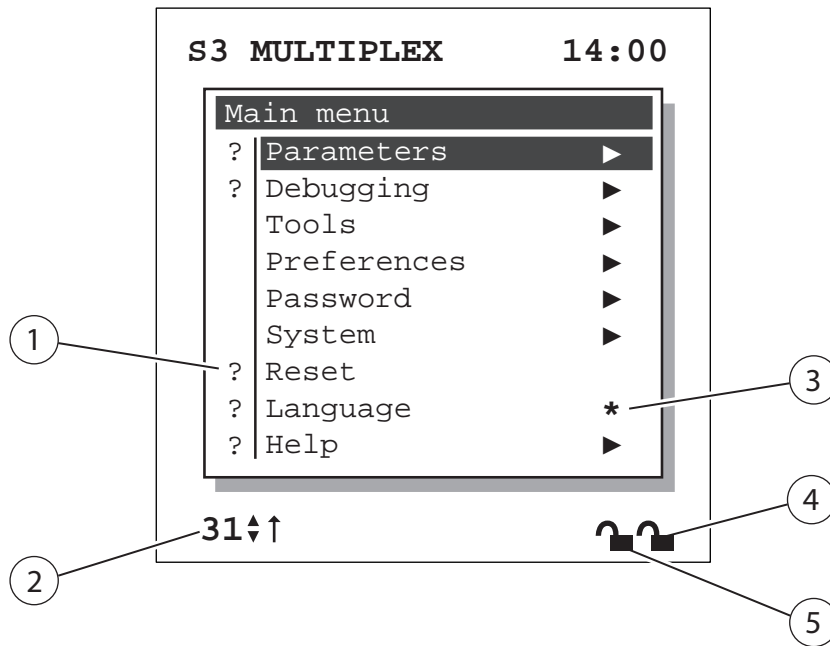 S3 MULTIPLEX 14:00
Main menu
? Parameters ▶
? Debugging ▶
Tools ▶
Preferences ▶
Password ▶
System ▶
? Reset
? Language *
? Help ▶
31 ↑
1
2
3
4
5